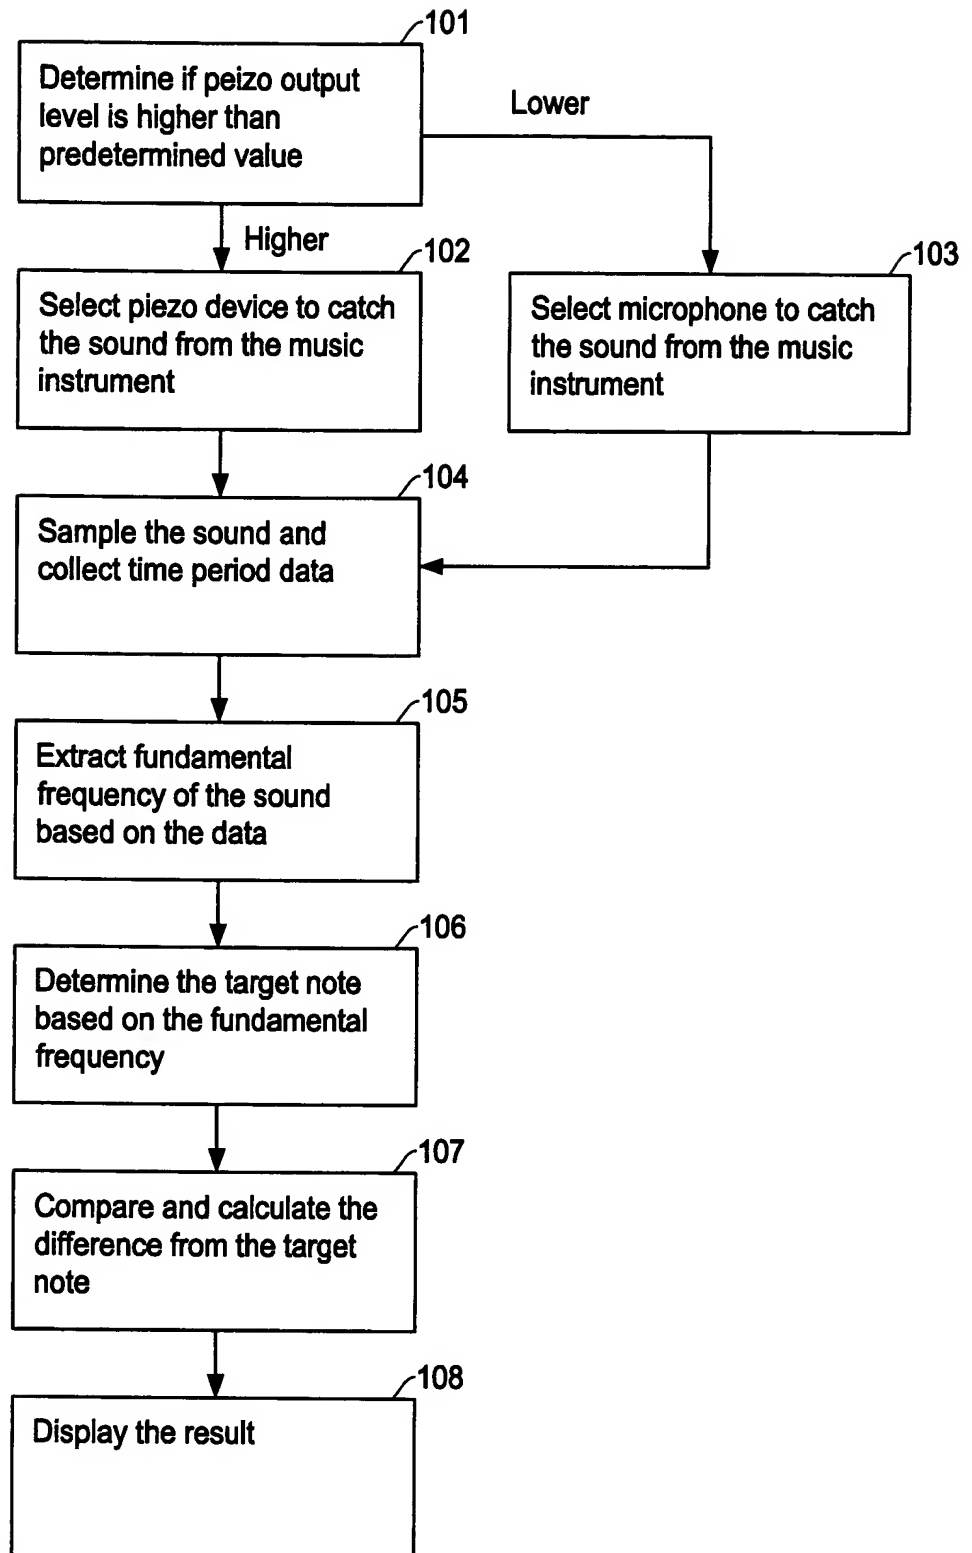 101
Determine if peizo output
level is higher than
predetermined value
Lower
Higher
102
Select piezo device to catch
the sound from the music
instrument
103
Select microphone to catch
the sound from the music
instrument
104
Sample the sound and
collect time period data
105
Extract fundamental
frequency of the sound
based on the data
106
Determine the target note
based on the fundamental
frequency
107
Compare and calculate the
difference from the target
note
108
Display the result